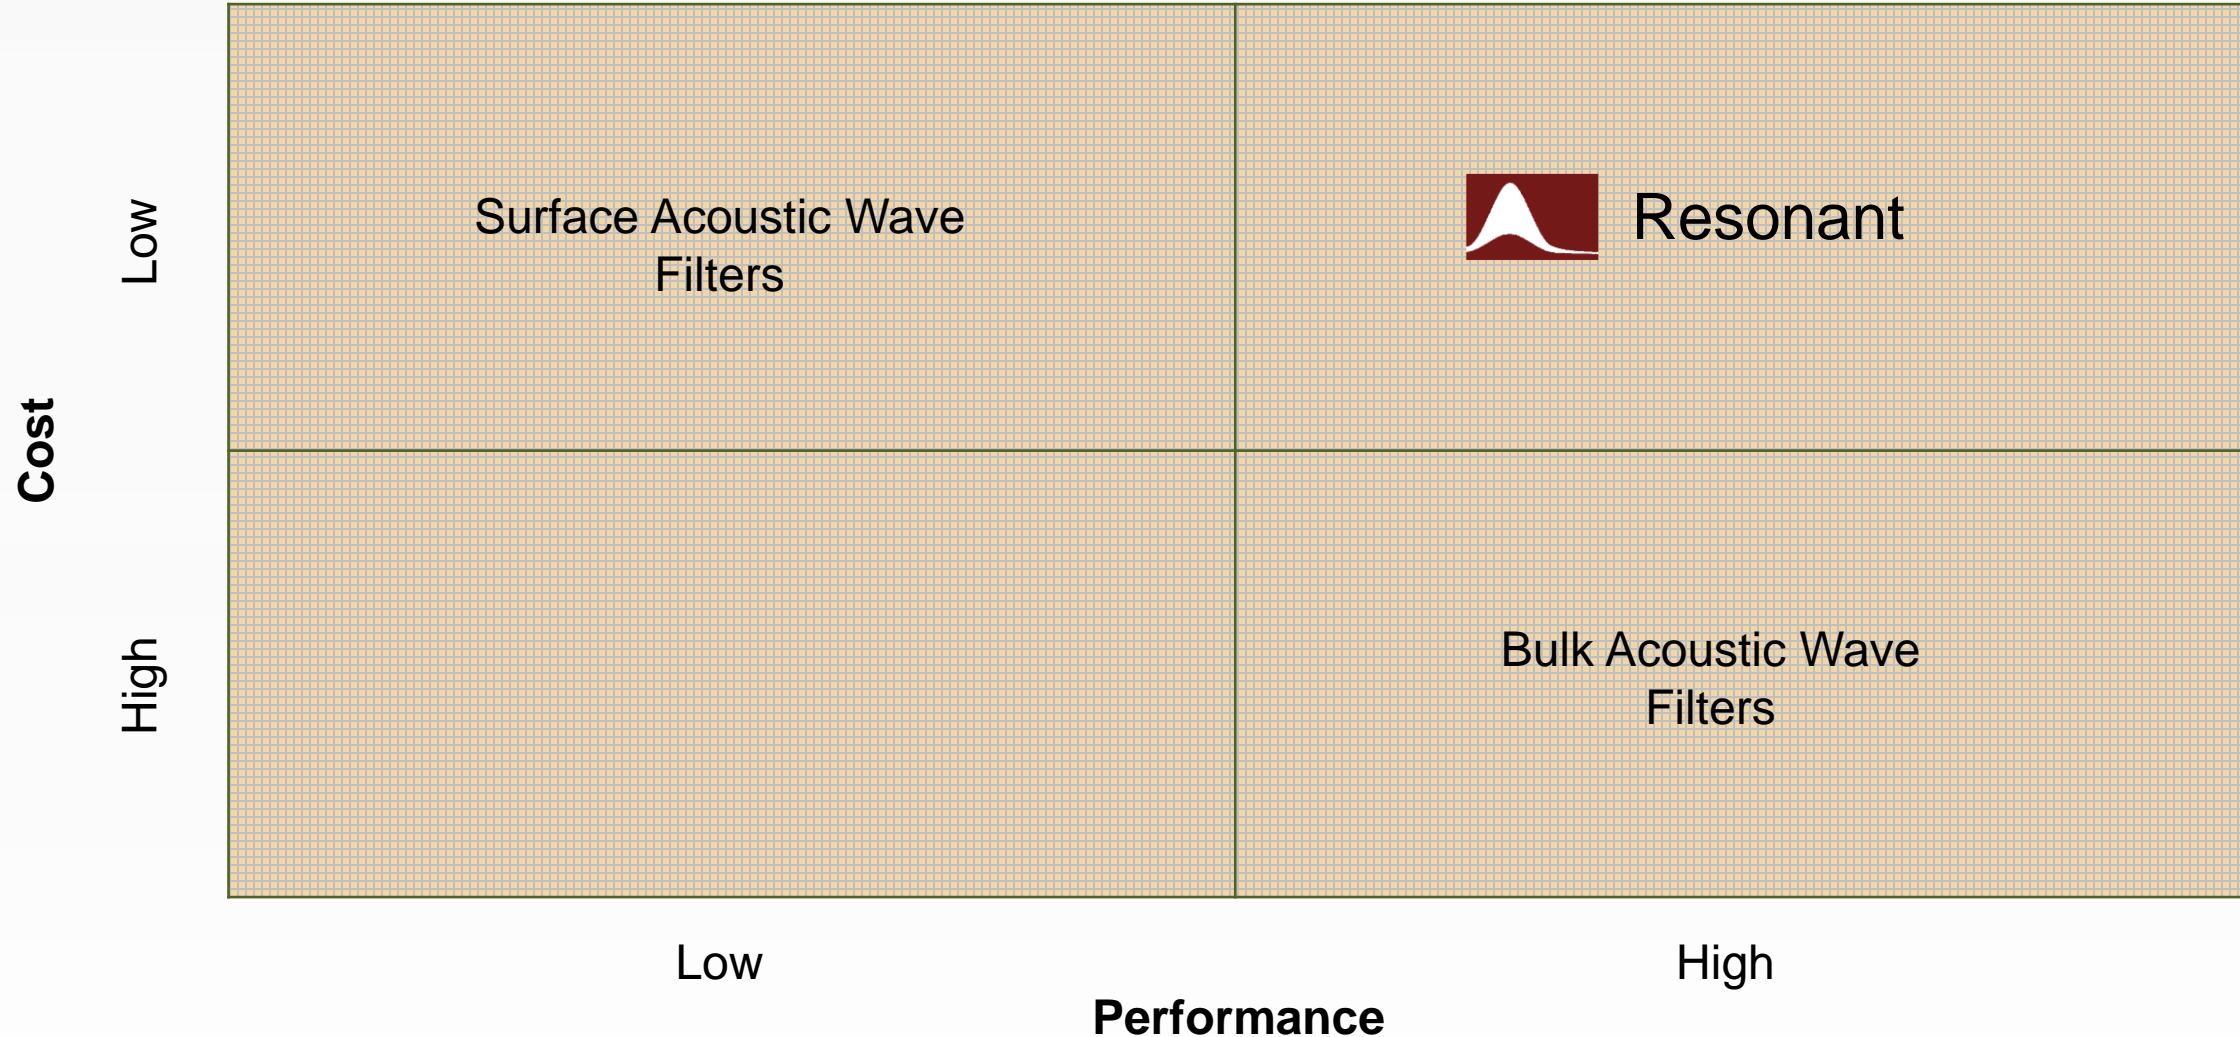 Cost
Low
High
Surface Acoustic Wave
Filters
Resonant
Bulk Acoustic Wave
Filters
Low
High
Performance